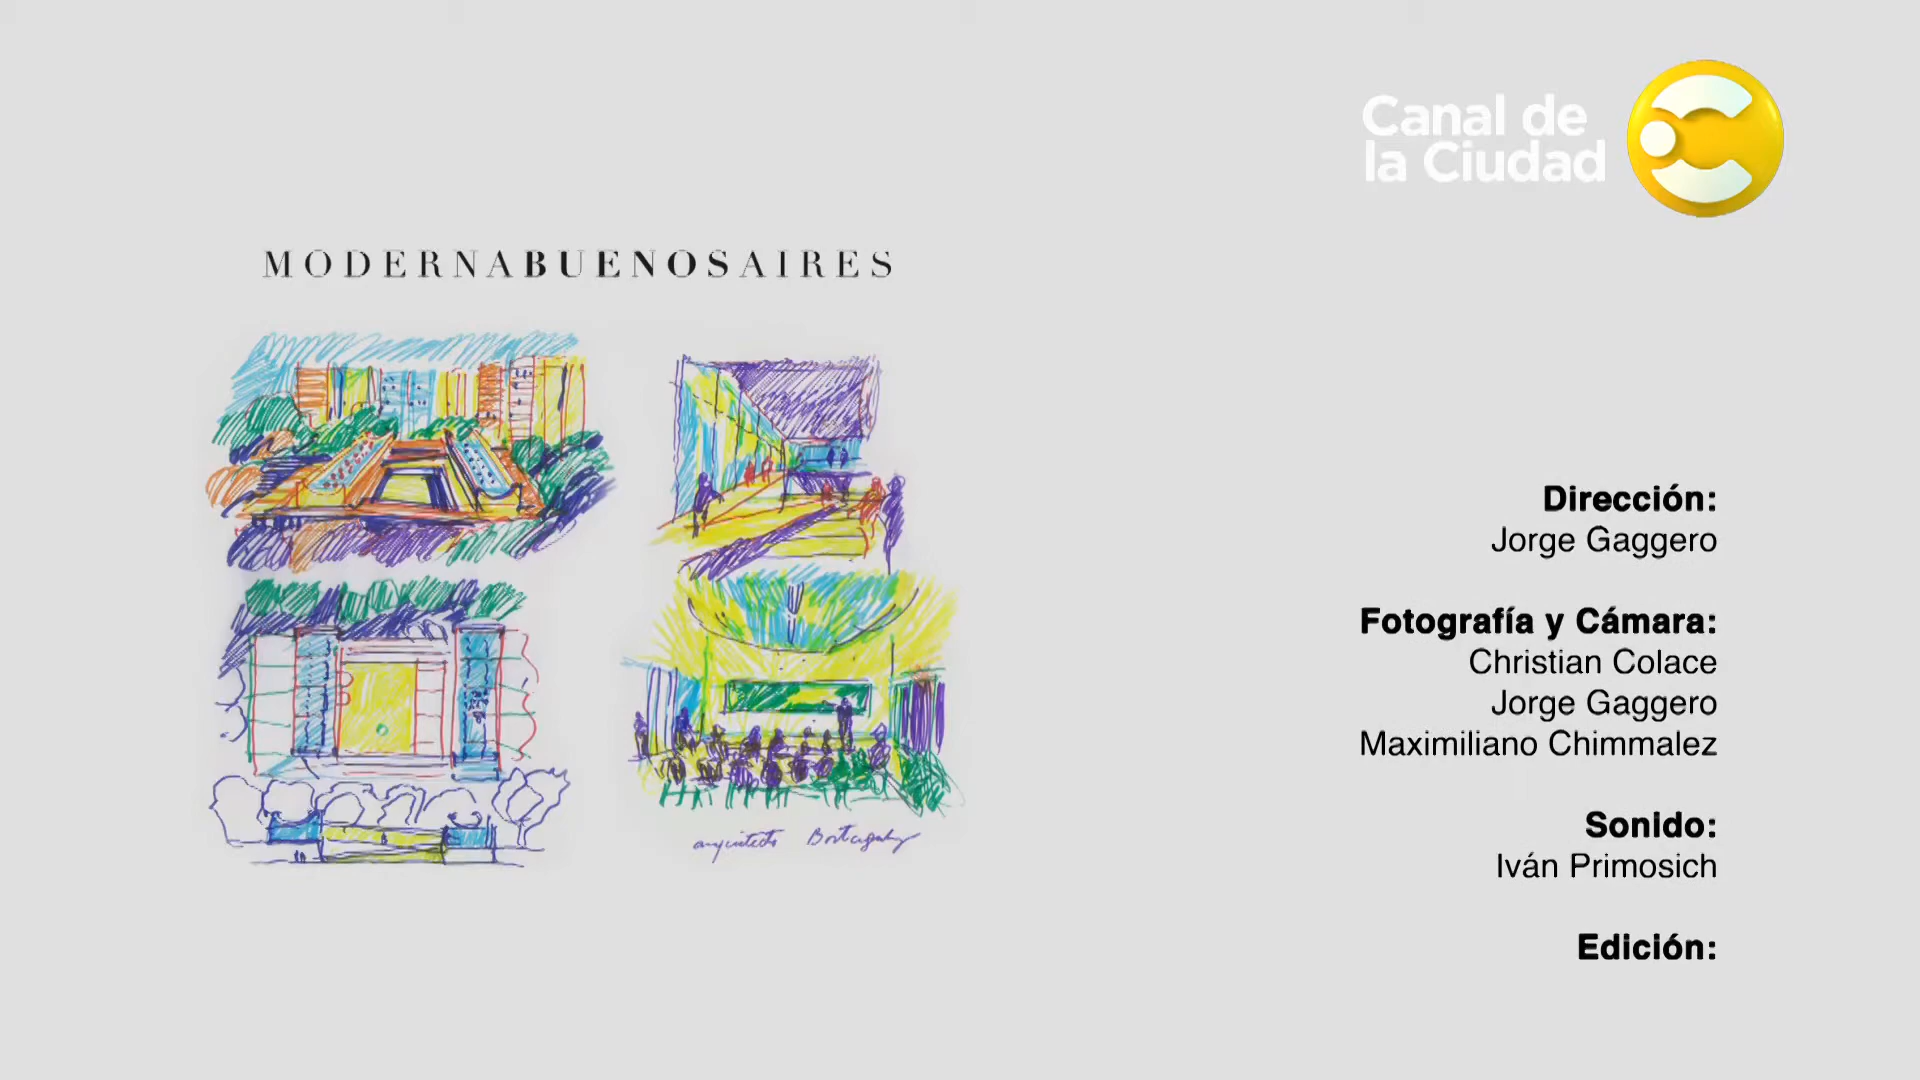 Canal de
la Ciudad
MODERNABUENOSAIRES
Dirección:
Jorge Gaggero
Fotografía y Cámara:
Christian Colace
Jorge Gaggero
Maximiliano Chimmalez
Sonido:
Iván Primosich
Edición:
arquitecto